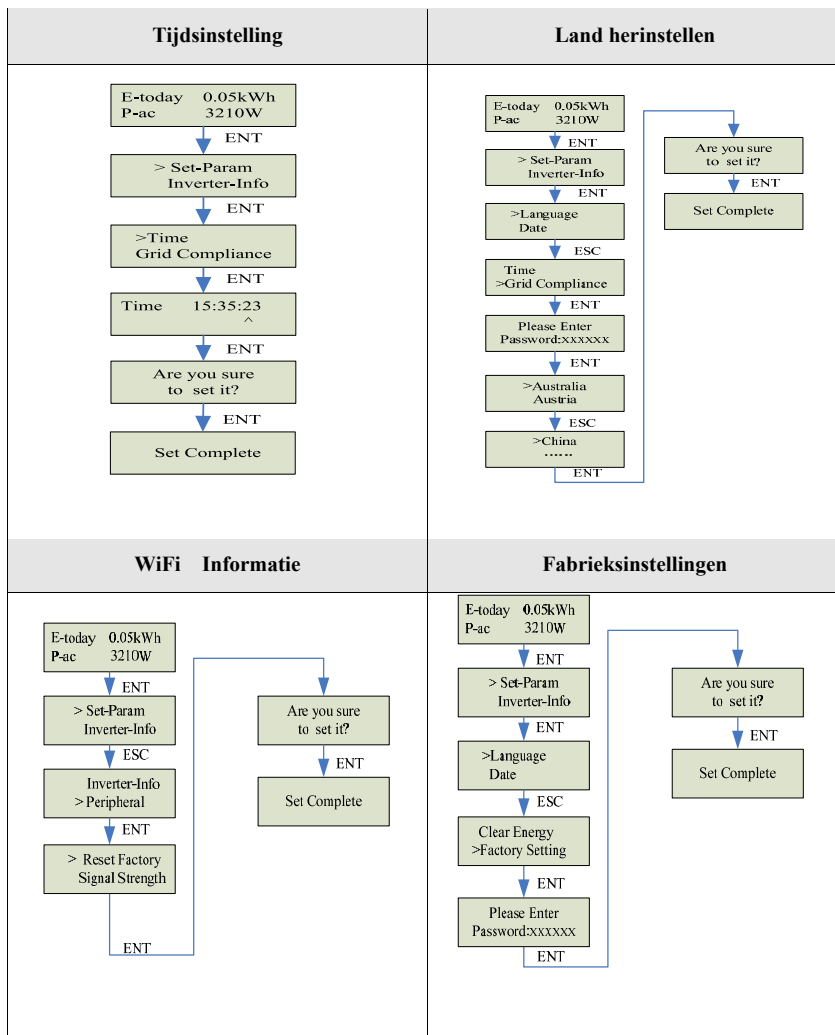 Tijdsinstelling
E-today 0.05kWh
P-ac 3210W
ENT
> Set-Param
Inverter-Info
ENT
>Time
Grid Compliance
ENT
Time 15:35:23
^
ENT
Are you sure
to set it?
ENT
Set Complete
Land herinstellen
E-today 0.05kWh
P-ac 3210W
ENT
> Set-Param
Inverter-Info
ENT
>Language
Date
ESC
Time
>Grid Compliance
ENT
Please Enter
Password:xxxxxx
ENT
>Australia
Austria
ESC
>China
······
ENT
Are you sure
to set it?
ENT
Set Complete
WiFi Informatie
E-today 0.05kWh
P-ac 3210W
ENT
> Set-Param
Inverter-Info
ESC
Inverter-Info
> Peripheral
ENT
> Reset Factory
Signal Strength
ENT
Are you sure
to set it?
ENT
Set Complete
Fabrieksinstellingen
E-today 0.05kWh
P-ac 3210W
ENT
> Set-Param
Inverter-Info
ENT
>Language
Date
ESC
Clear Energy
>Factory Setting
ENT
Please Enter
Password:xxxxxx
ENT
Are you sure
to set it?
ENT
Set Complete